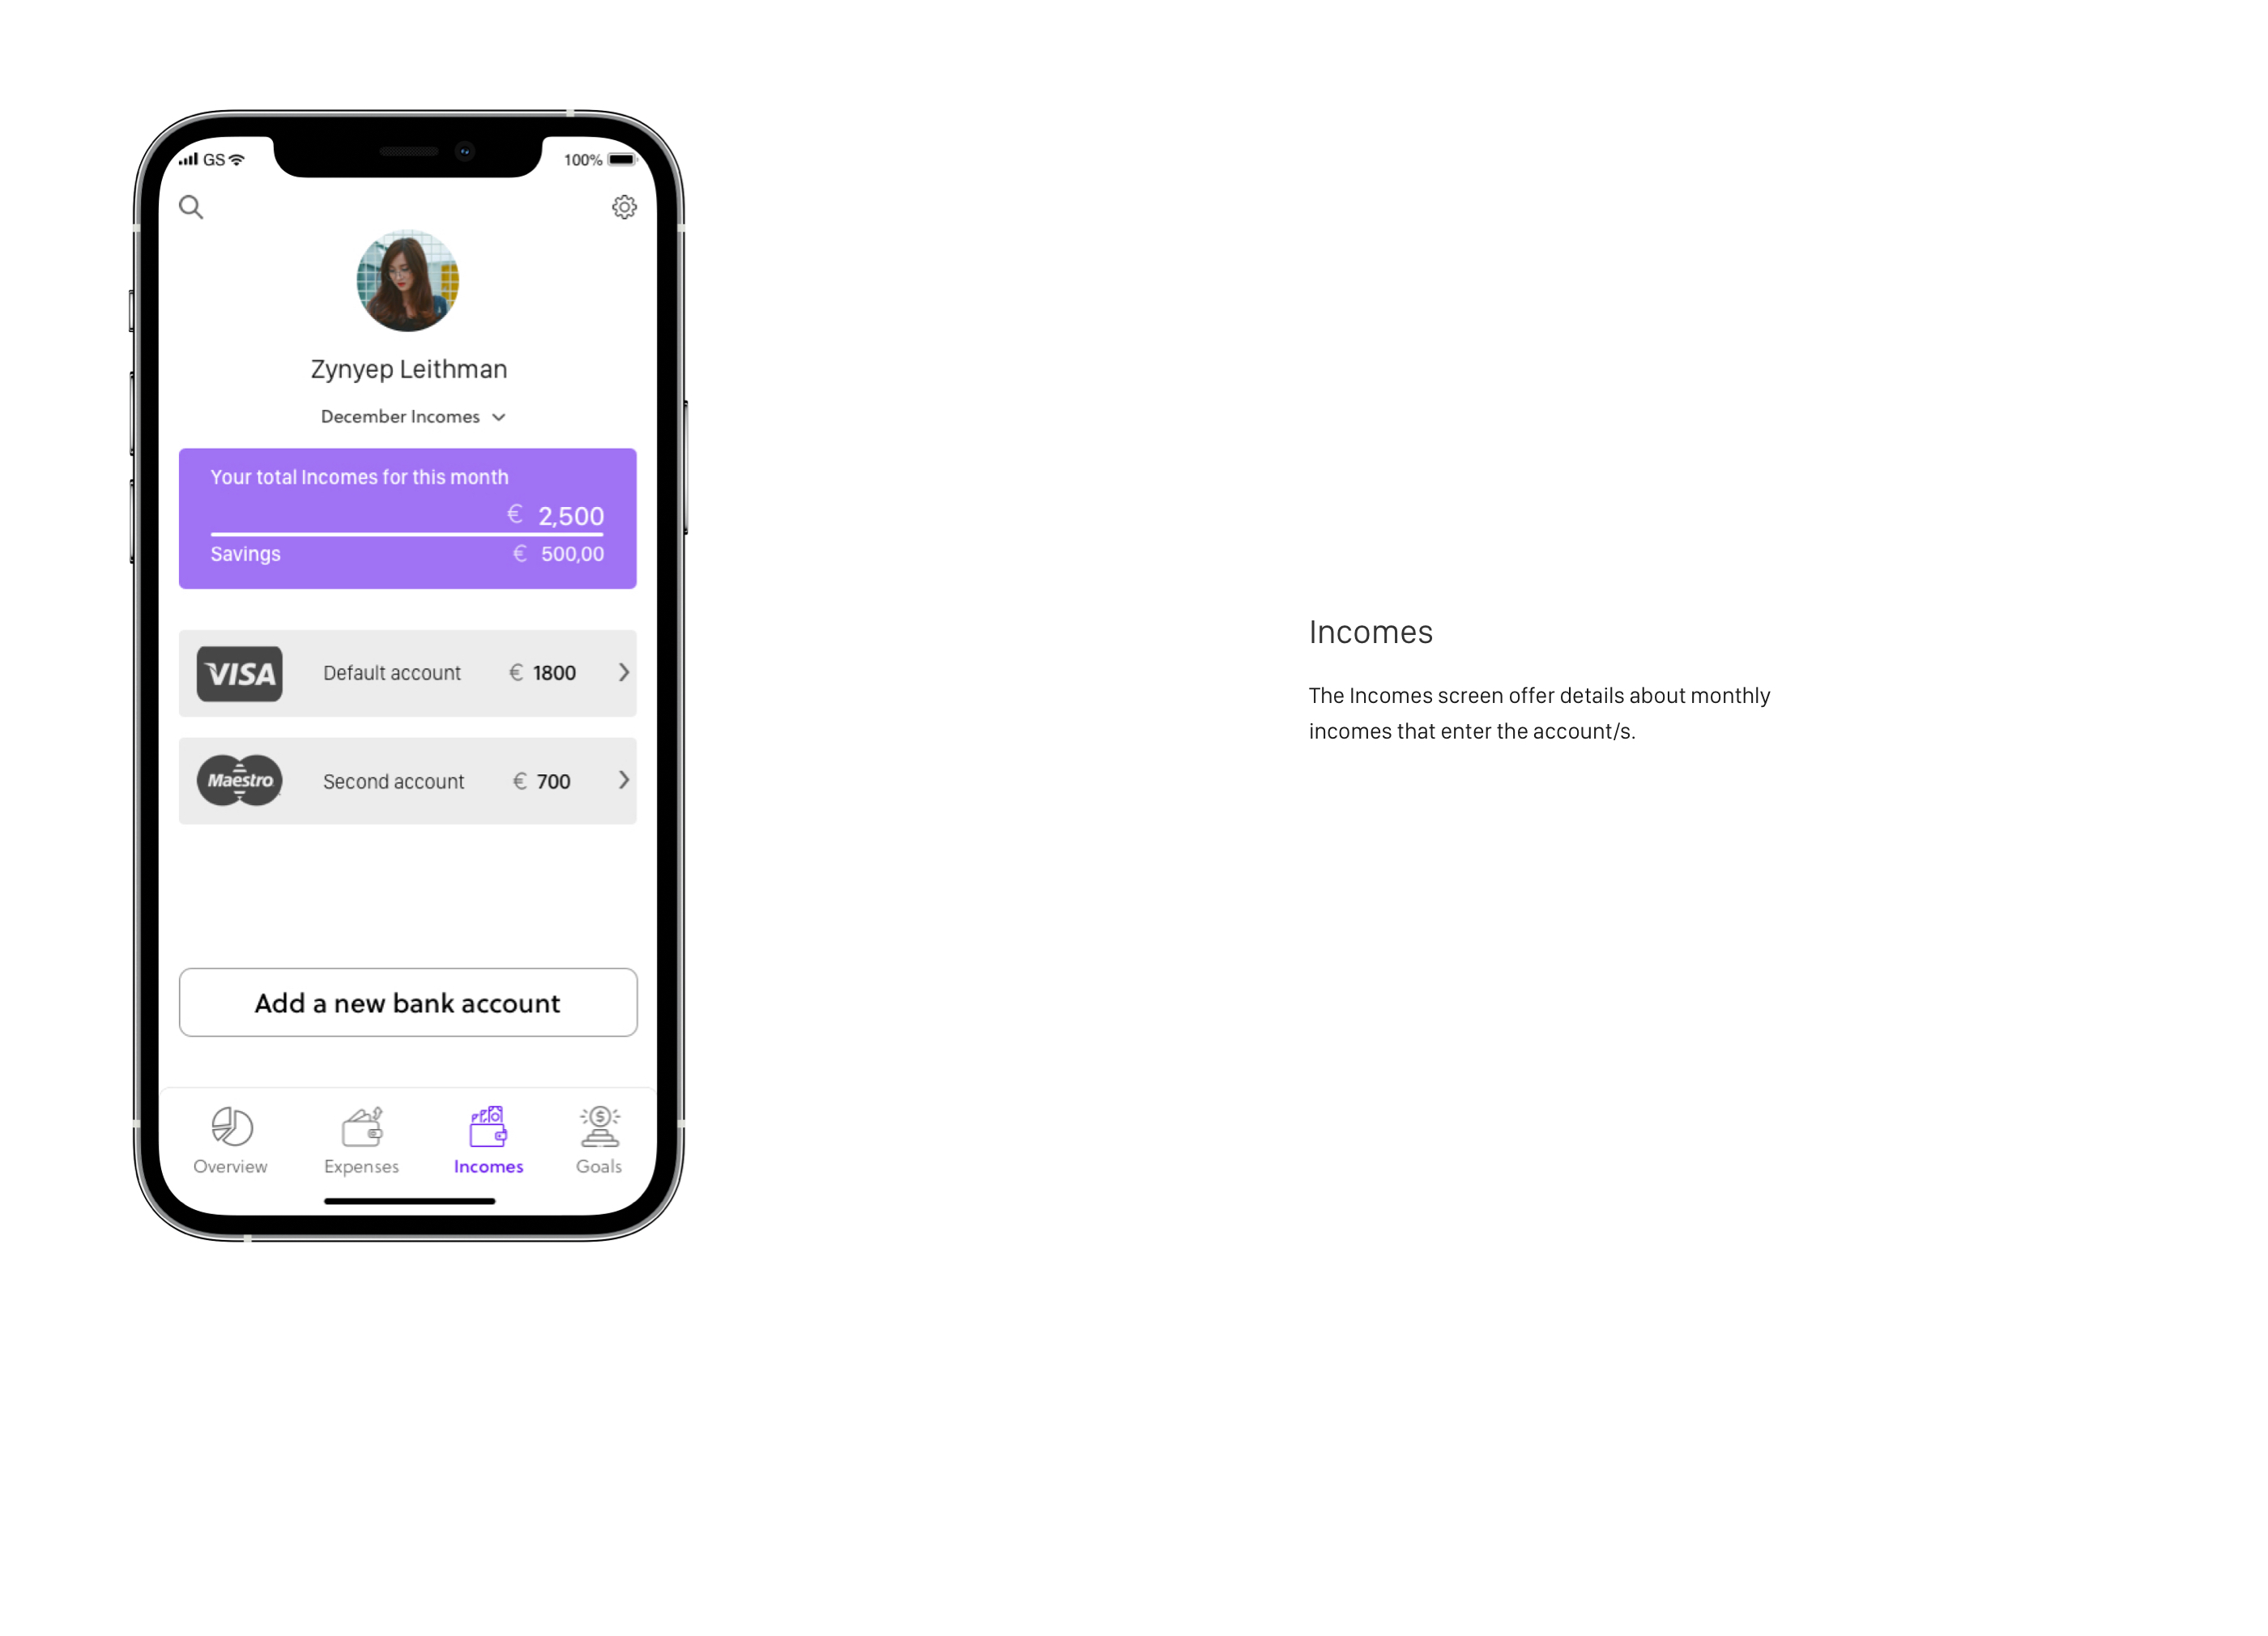 GS
100%
Zynyep Leithman
December Incomes
Your total Incomes for this month
€ 2,500
Savings € 500,00
VISA Default account € 1800
Maestro Second account € 700
Add a new bank account
Overview Expenses Incomes Goals
Incomes
The Incomes screen offer details about monthly
incomes that enter the account/s.